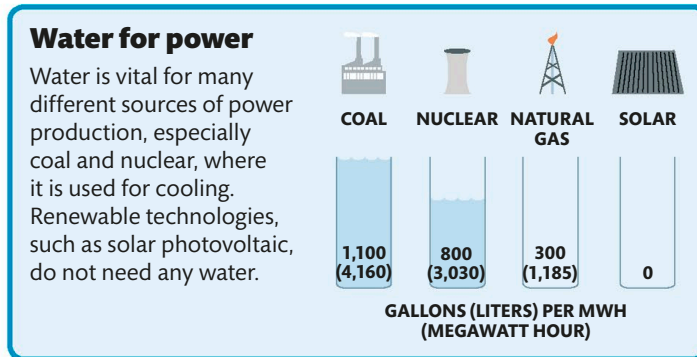 Water for power
Water is vital for many
different sources of power
production, especially
coal and nuclear, where
it is used for cooling.
Renewable technologies,
such as solar photovoltaic,
do not need any water.
COAL
NUCLEAR
NATURAL
GAS
SOLAR
1,100
(4,160)
800
(3,030)
300
(1,185)
0
GALLONS (LITERS) PER MWH
(MEGAWATT HOUR)